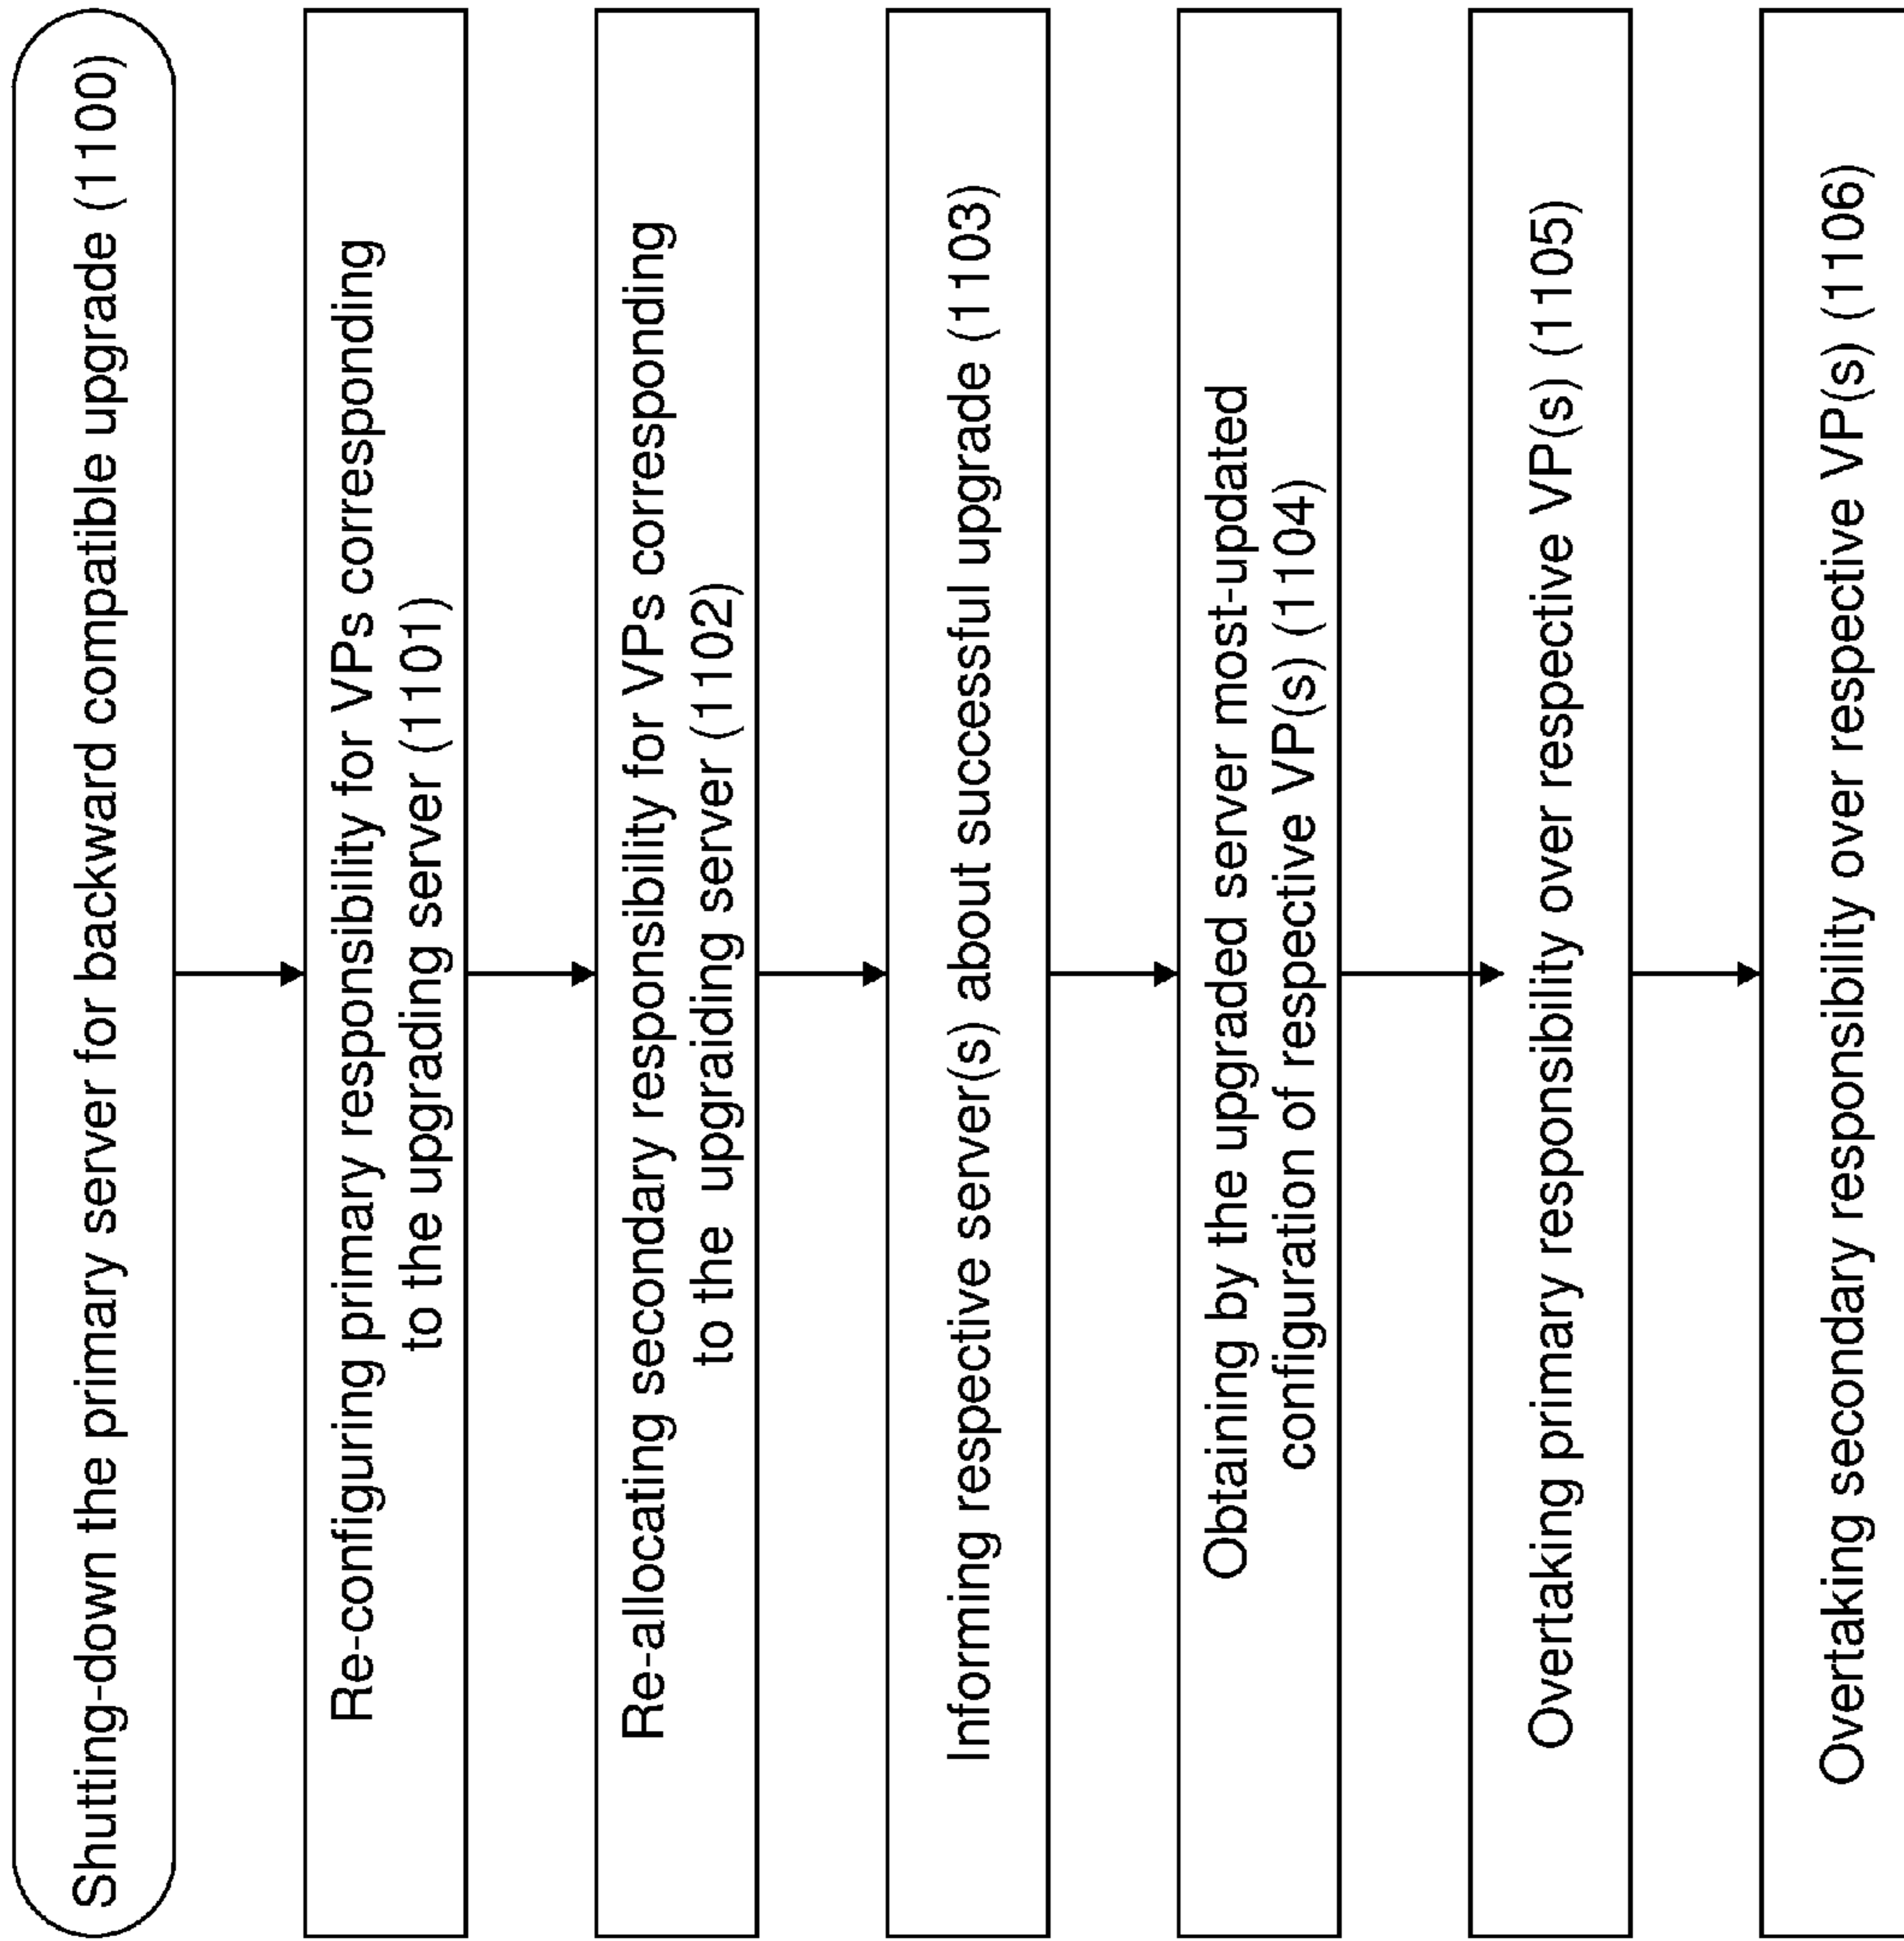 Shuting-down the primary server for backward compatible upgrade (1100)
Re-configuring primary responsibility for VPs corresponding
to the upgrading server (1101)
Re-allocating secondary responsibility for VPs corresponding
to the upgraiding server (1102)
Informing respective server(s) about successful upgrade (1103)
Obtaining by the upgraded server most-updated
configuration of respective VP(s) (1104)
Overtaking primary responsibility over respective VP(s) (1105)
Overtaking secondary responsibility over respective VP(s) (1106)